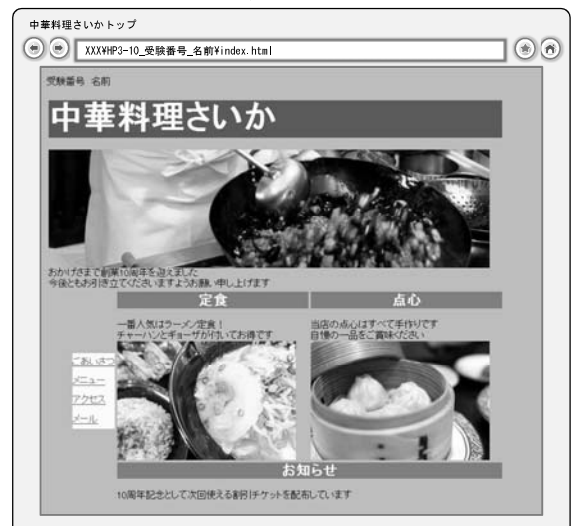 中華料理さいかトップ
XXX¥HP3-10_受験番号_名前¥index.html
受験番号 名前
中華料理さいか
おかげさまで創業10周年を迎えました
今後ともお引き立てくださいますようお願い申し上げます
定食
点心
一番人気はラーメン定食！
チャーハンとギョーザが付いてお得です
当店の点心はすべて手作りです
自慢の一品をご賞味ください
ごあいさつ
メニュー
アクセス
メール
お知らせ
10周年記念として次回使える割引チケットを配布しています